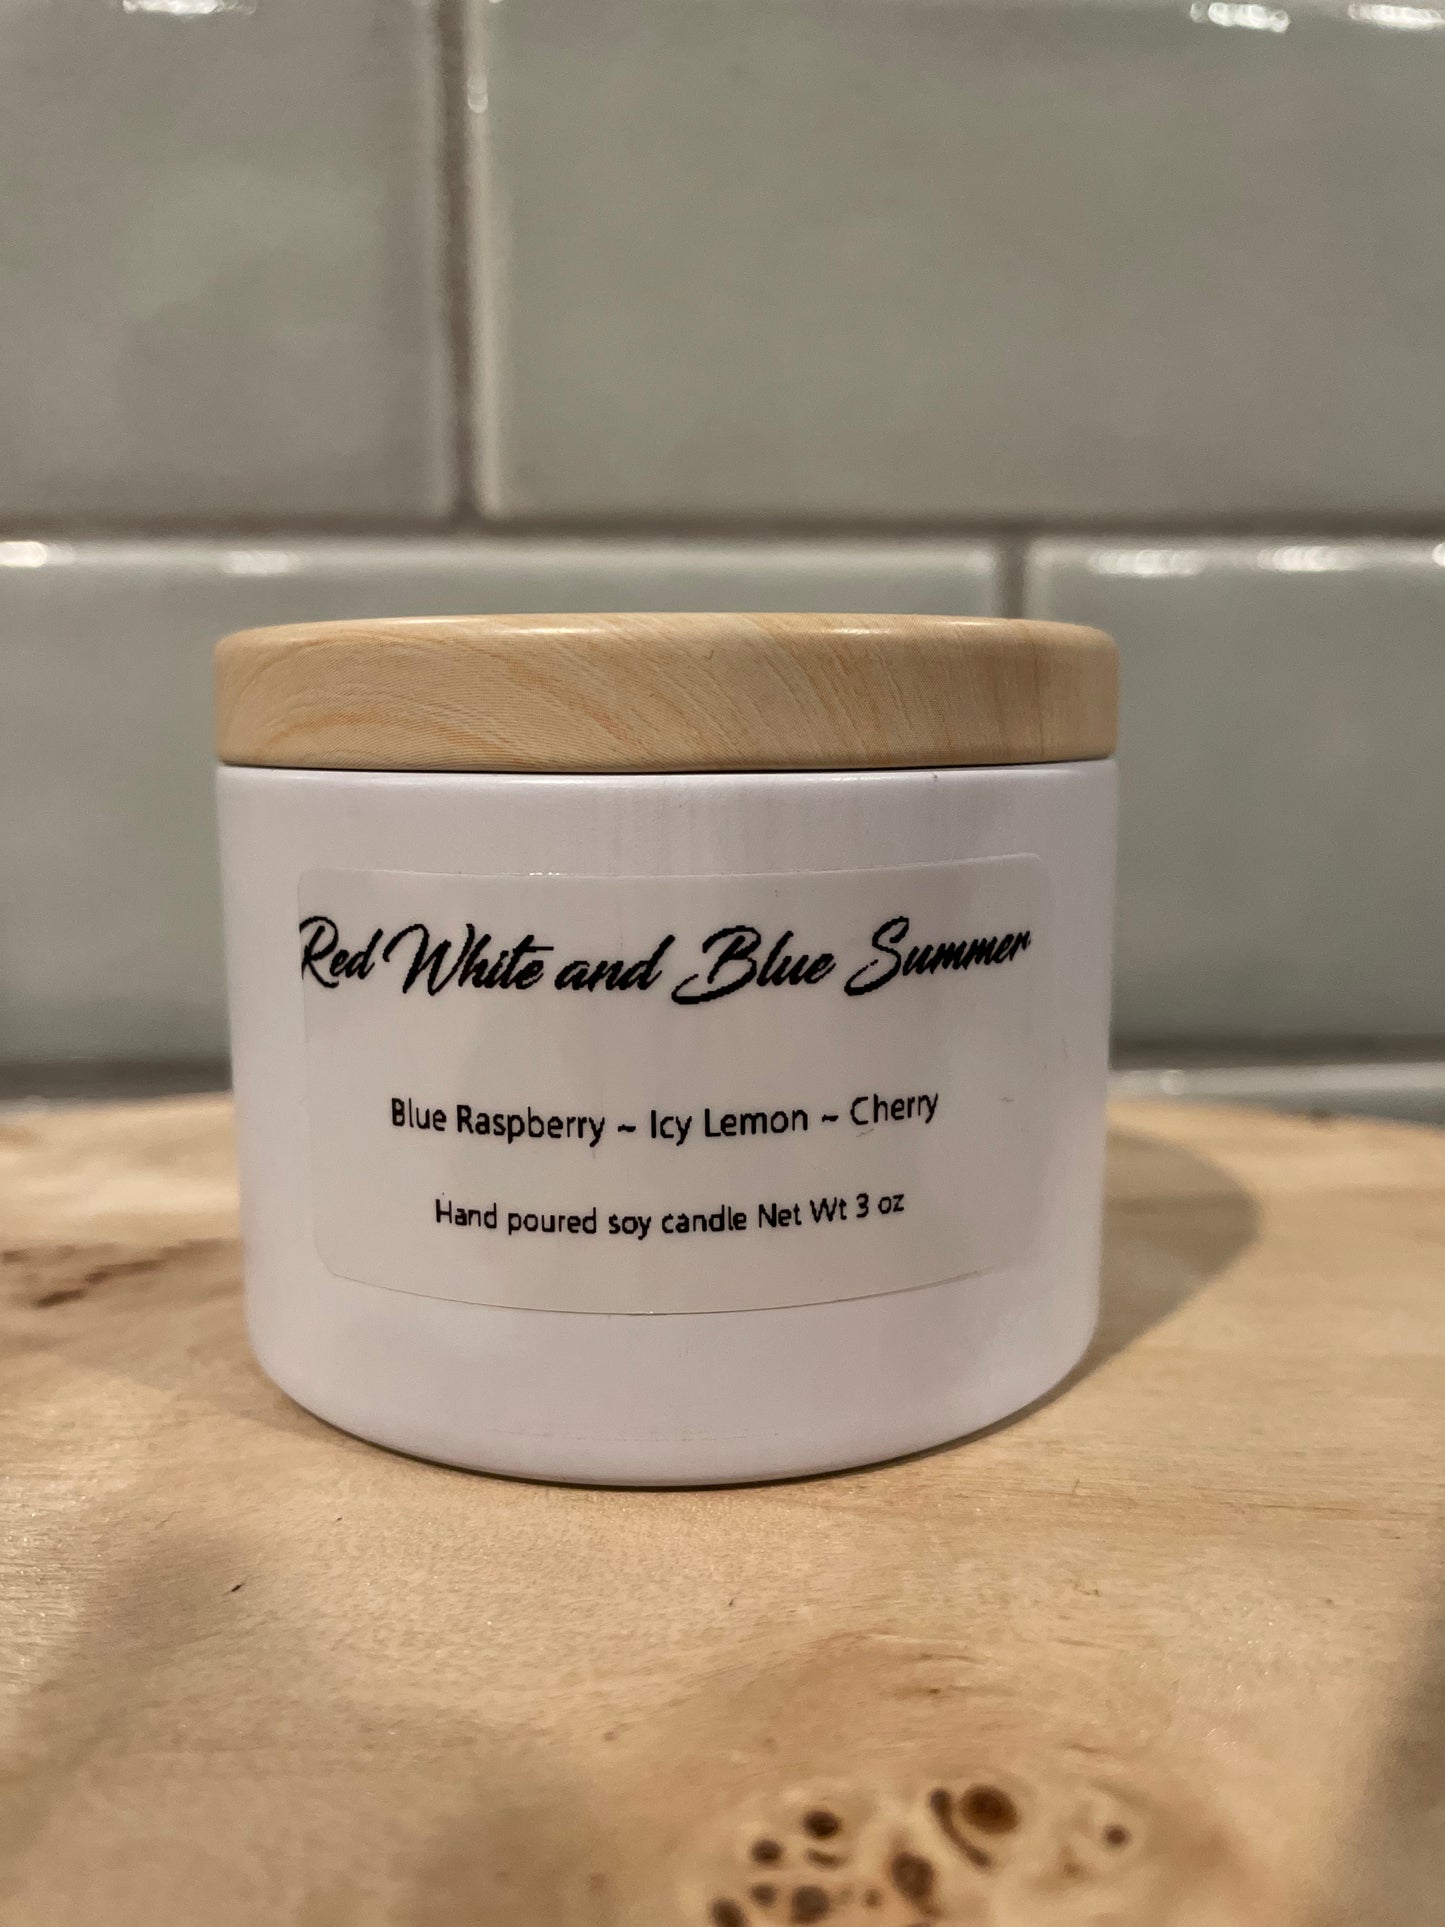 Red White and Blue Summer
Blue Raspberry ~ Icy Lemon ~ Cherry
Hand poured soy candle Net Wt 3 oz